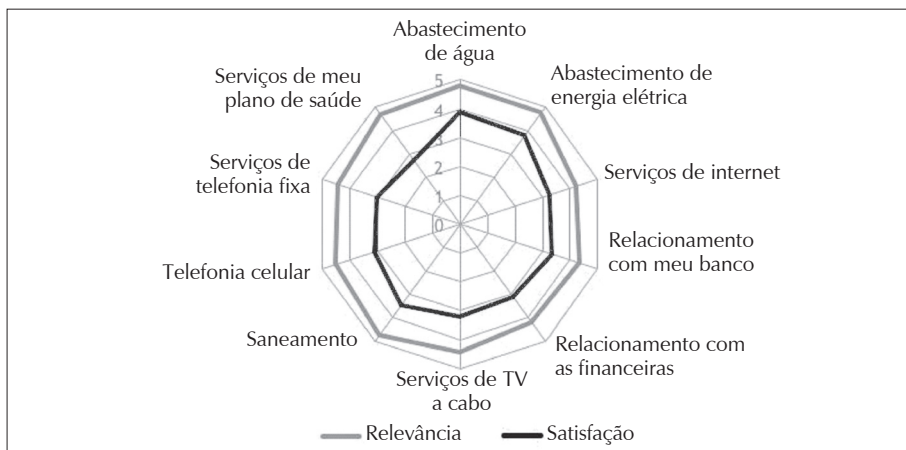 Abastecimento
de água
Abastecimento de
energia elétrica
Serviços de internet
Relacionamento
com meu banco
Relacionamento com
as financeiras
Serviços de TV
a cabo
Saneamento
Telefonia celular
Serviços de
telefonia fixa
Serviços de meu
plano de saúde
5
4
3
2
1
0
Relevância
Satisfação